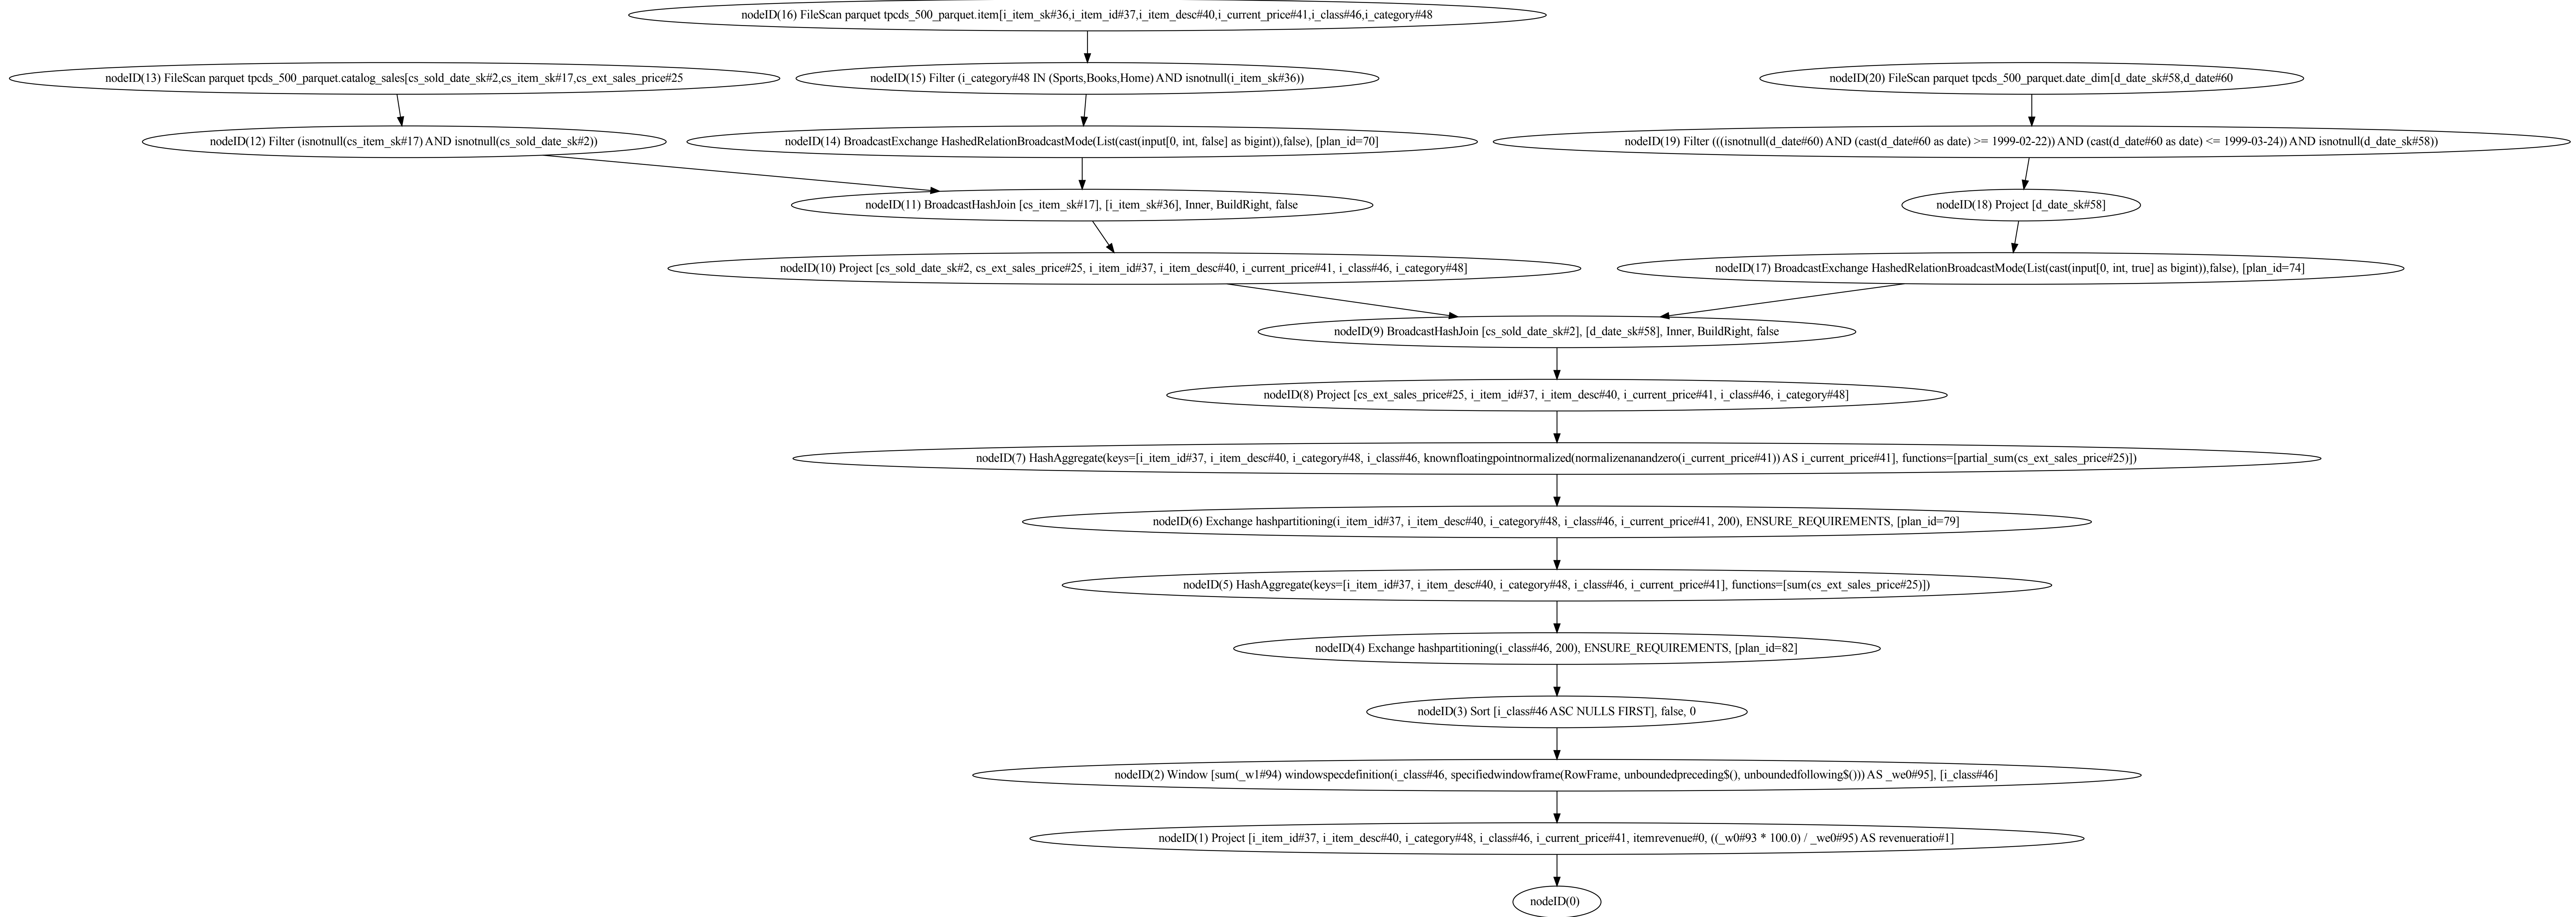 nodeID(16) FileScan parquet tpcds_500_parquet.item[i_item_sk#36,i_item_id#37,i_item_desc#40,i_current_price#41,i_class#46,i_category#48
nodeID(13) FileScan parquet tpcds_500_parquet.catalog_sales[cs_sold_date_sk#2,cs_item_sk#17,cs_ext_sales_price#25
nodeID(15) Filter (i_category#48 IN (Sports,Books,Home) AND isnotnull(i_item_sk#36))
nodeID(20) FileScan parquet tpcds_500_parquet.date_dim[d_date_sk#58,d_date#60
nodeID(12) Filter (isnotnull(cs_item_sk#17) AND isnotnull(cs_sold_date_sk#2))
nodeID(14) BroadcastExchange HashedRelationBroadcastMode(List(cast(input[0, int, false] as bigint)),false), [plan_id=70]
nodeID(19) Filter (((isnotnull(d_date#60) AND (cast(d_date#60 as date) >= 1999-02-22)) AND (cast(d_date#60 as date) <= 1999-03-24)) AND isnotnull(d_date_sk#58))
nodeID(11) BroadcastHashJoin [cs_item_sk#17], [i_item_sk#36], Inner, BuildRight, false
nodeID(18) Project [d_date_sk#58]
nodeID(10) Project [cs_sold_date_sk#2, cs_ext_sales_price#25, i_item_id#37, i_item_desc#40, i_current_price#41, i_class#46, i_category#48]
nodeID(17) BroadcastExchange HashedRelationBroadcastMode(List(cast(input[0, int, true] as bigint)),false), [plan_id=74]
nodeID(9) BroadcastHashJoin [cs_sold_date_sk#2], [d_date_sk#58], Inner, BuildRight, false
nodeID(8) Project [cs_ext_sales_price#25, i_item_id#37, i_item_desc#40, i_current_price#41, i_class#46, i_category#48]
nodeID(7) HashAggregate(keys=[i_item_id#37, i_item_desc#40, i_category#48, i_class#46, knownfloatingpointnormalized(normalizenanandzero(i_current_price#41)) AS i_current_price#41], functions=[partial_sum(cs_ext_sales_price#25)])
nodeID(6) Exchange hashpartitioning(i_item_id#37, i_item_desc#40, i_category#48, i_class#46, i_current_price#41, 200), ENSURE_REQUIREMENTS, [plan_id=79]
nodeID(5) HashAggregate(keys=[i_item_id#37, i_item_desc#40, i_category#48, i_class#46, i_current_price#41], functions=[sum(cs_ext_sales_price#25)])
nodeID(4) Exchange hashpartitioning(i_class#46, 200), ENSURE_REQUIREMENTS, [plan_id=82]
nodeID(3) Sort [i_class#46 ASC NULLS FIRST], false, 0
nodeID(2) Window [sum(_w1#94) windowspecdefinition(i_class#46, specifiedwindowframe(RowFrame, unboundedpreceding$(), unboundedfollowing$())) AS _we0#95], [i_class#46]
nodeID(1) Project [i_item_id#37, i_item_desc#40, i_category#48, i_class#46, i_current_price#41, itemrevenue#0, ((_w0#93 * 100.0) / _we0#95) AS revenueratio#1]
nodeID(0)